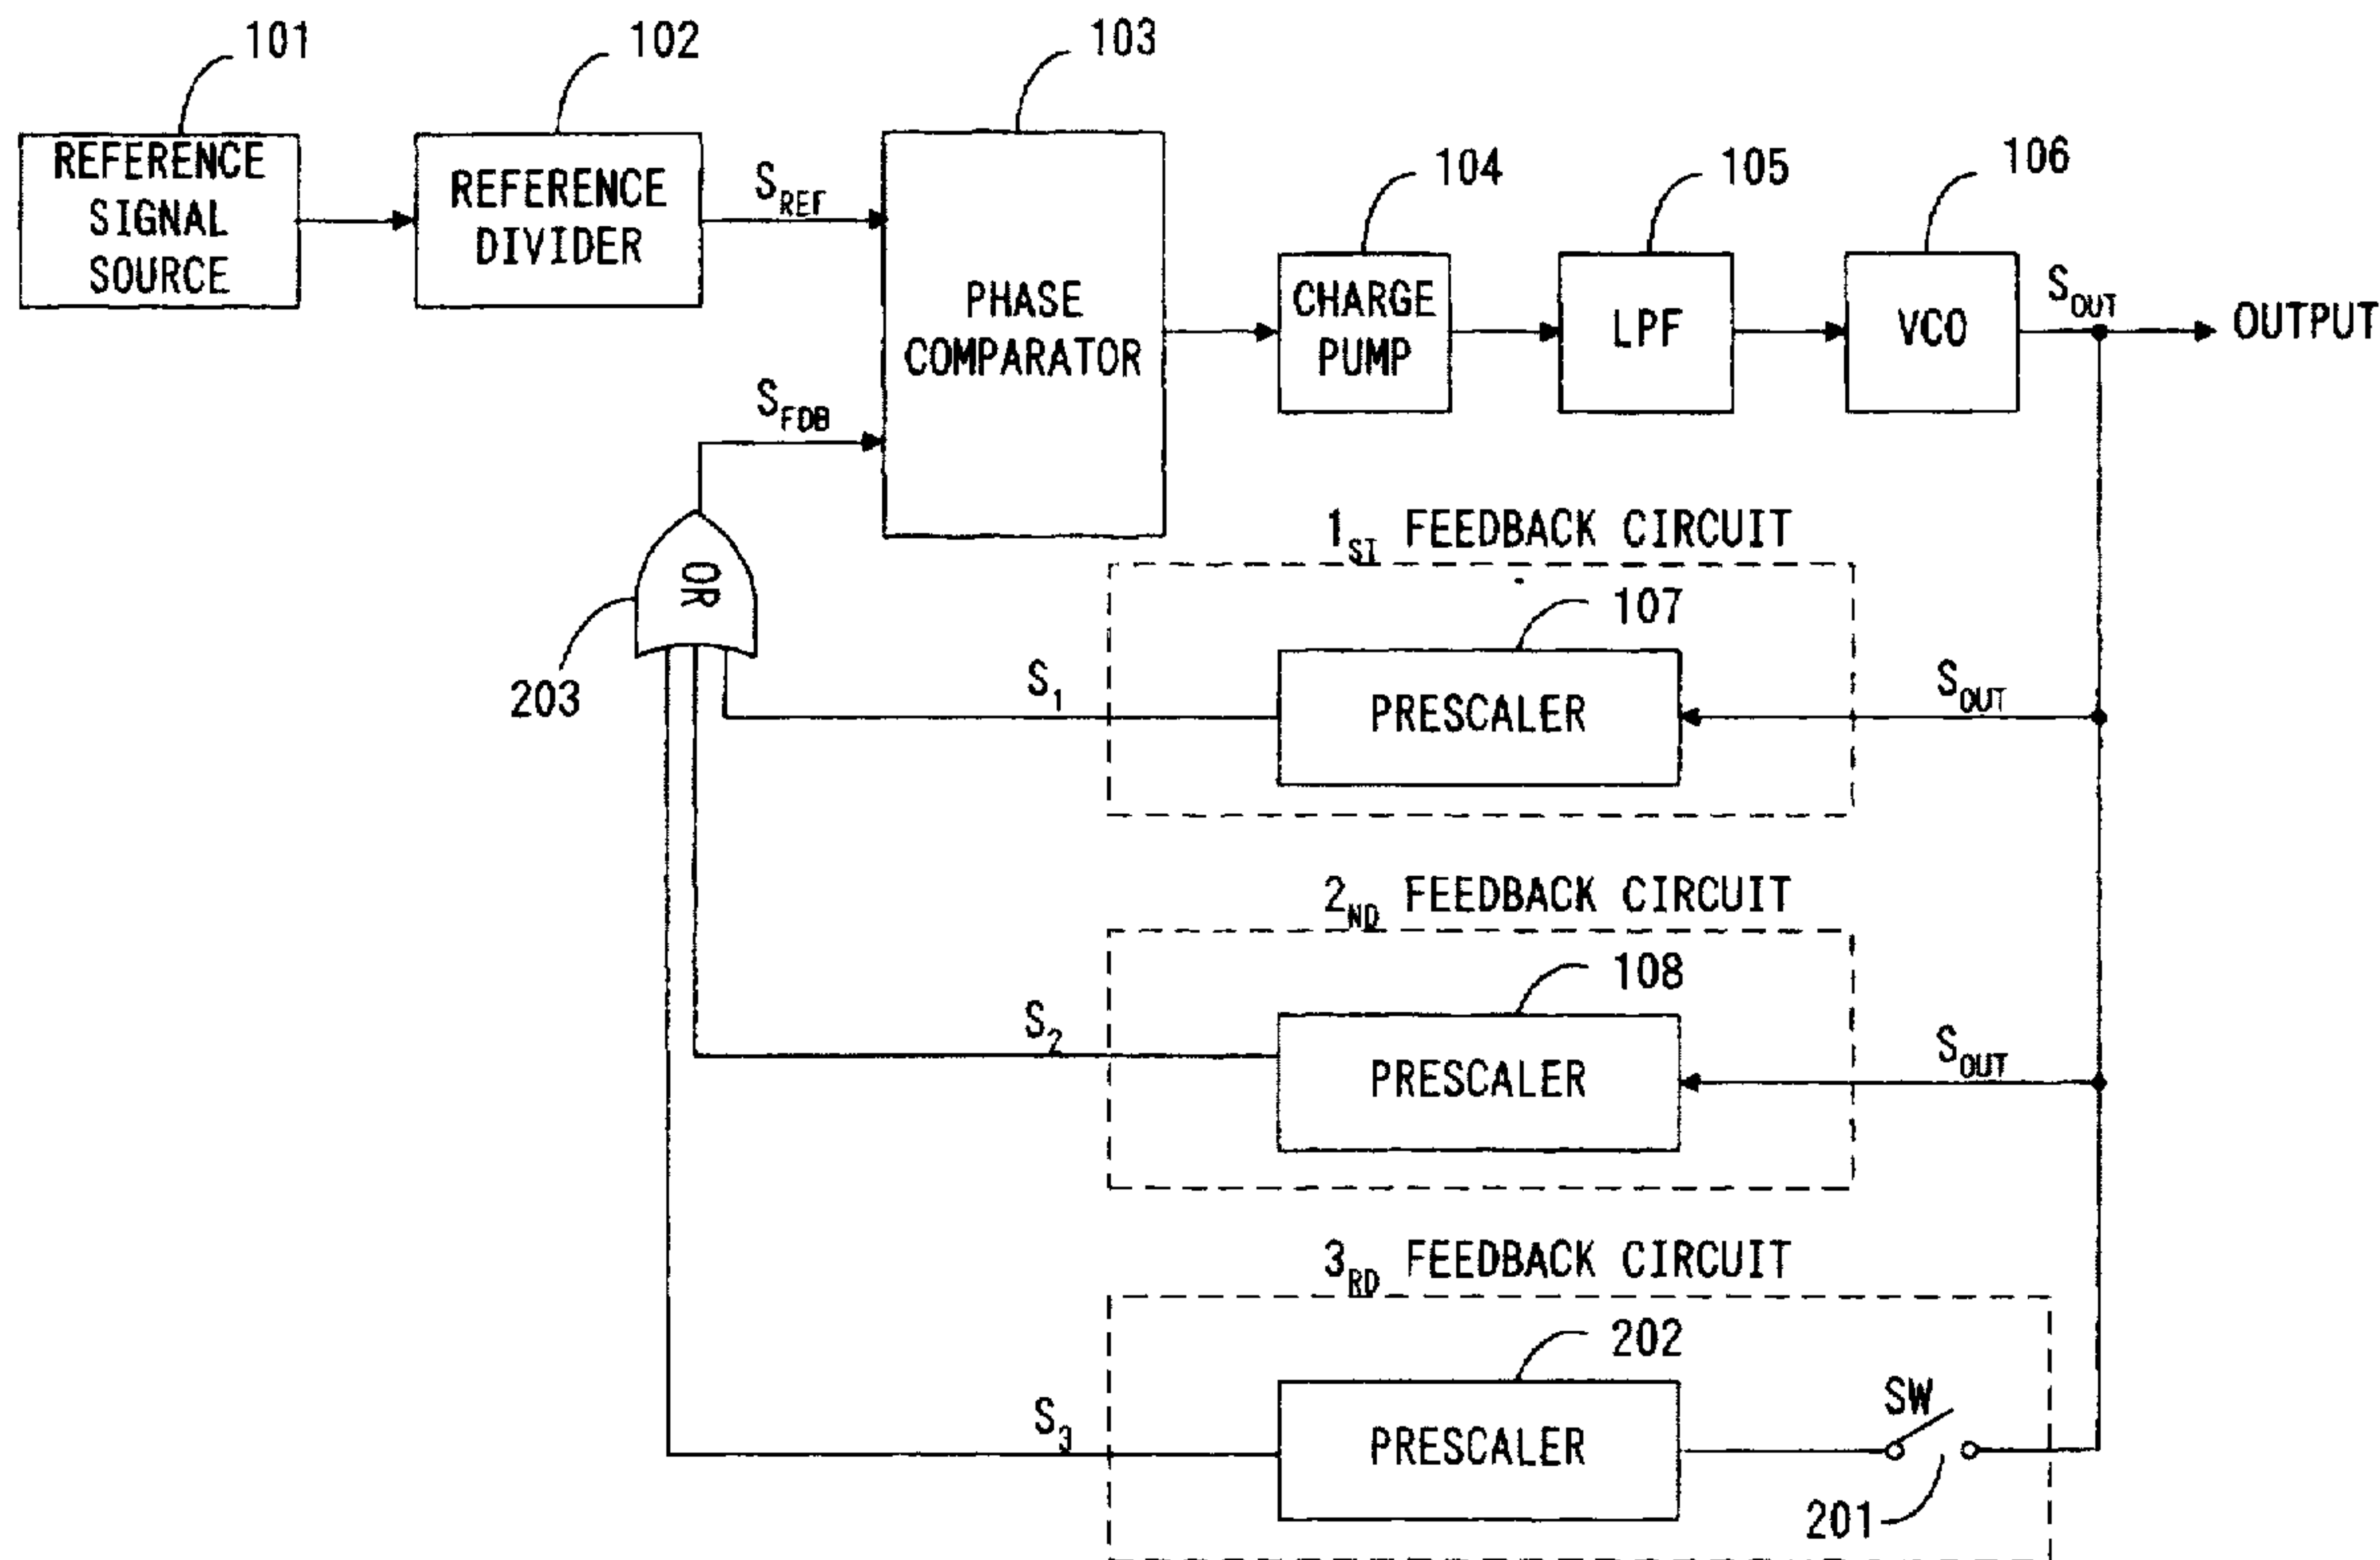 101
102
103
REFERENCE
SIGNAL
SOURCE
REFERENCE
DIVIDER
S_REF
PHASE
COMPARATOR
104
CHARGE
PUMP
105
LPF
106
VCO
S_OUT
OUTPUT
S_FDB
OR
203
1_ST FEEDBACK CIRCUIT
107
PRESCALER
S_1
S_OUT
2_ND FEEDBACK CIRCUIT
108
PRESCALER
S_2
S_OUT
3_RD FEEDBACK CIRCUIT
202
PRESCALER
S_3
SW
201